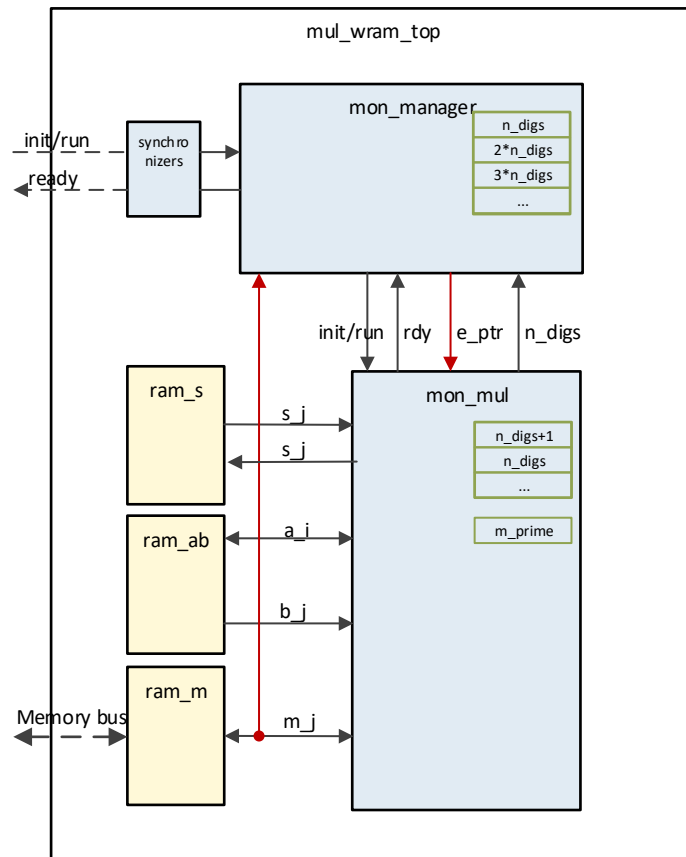 mul_wram_top
mon_manager
n_digs
2*n_digs
3*n_digs
...
init/run
synchro
nizers
ready
init/run
rdy
e_ptr
n_digs
ram_s
mon_mul
s_j
n_digs+1
s_j
n_digs
...
ram_ab
a_i
m_prime
b_j
ram_m
Memory bus
m_j